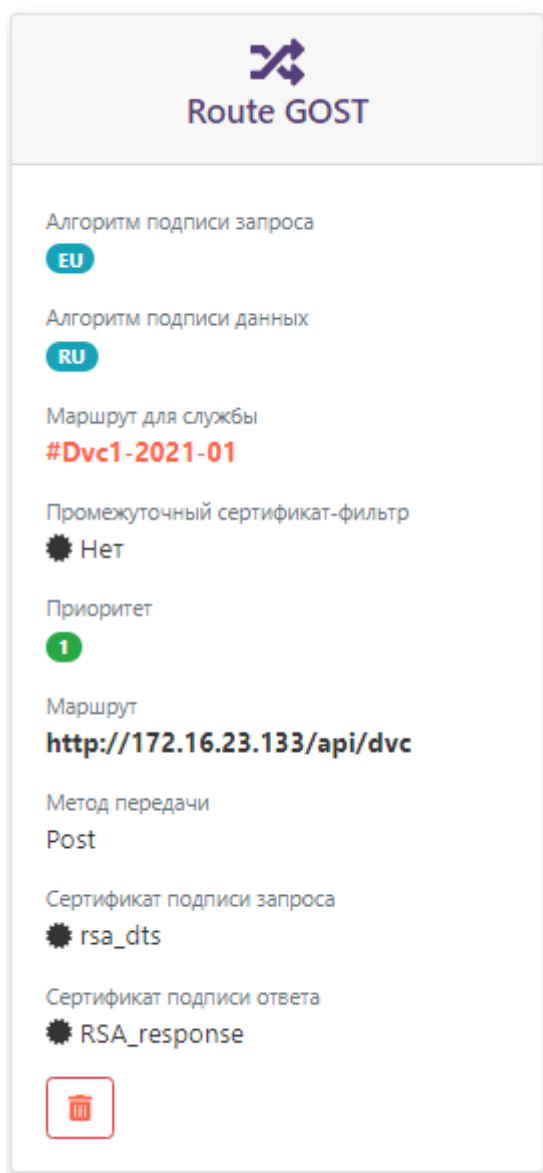 Route GOST
Алгоритм подписи запроса
EU
Алгоритм подписи данных
RU
Маршрут для службы
#Dvc1-2021-01
Промежуточный сертификат-фильтр
Нет
Приоритет
1
Маршрут
http://172.16.23.133/api/dvc
Метод передачи
Post
Сертификат подписи запроса
rsa_dts
Сертификат подписи ответа
RSA_response